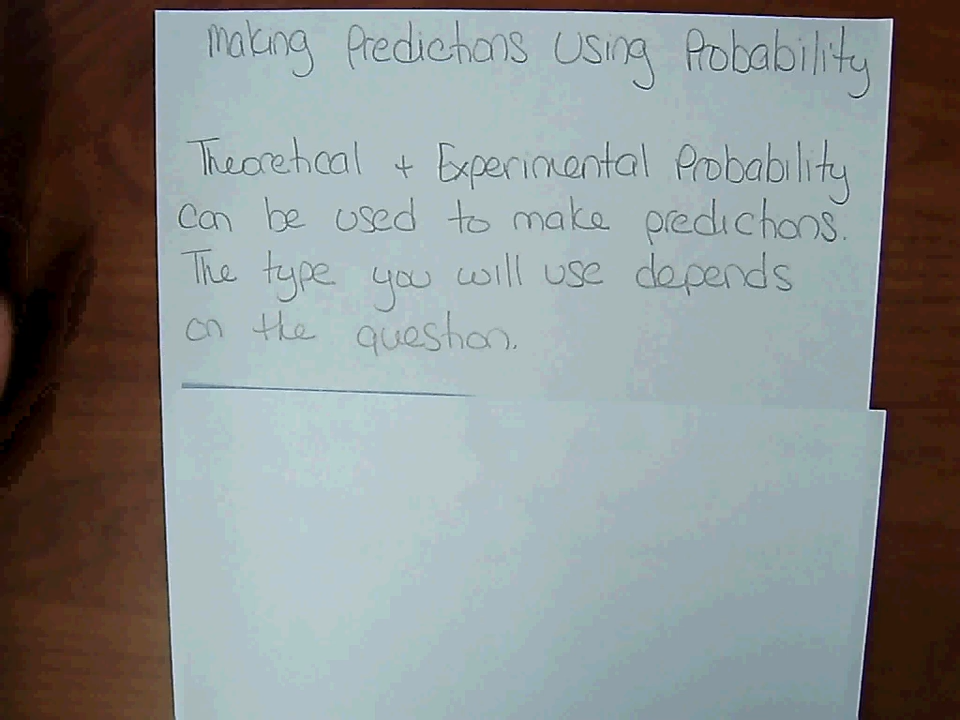 Making Predictions Using Probability
Theoretical + Experimental Probability
can be used to make predictions.
The type you will use depends
on the question.